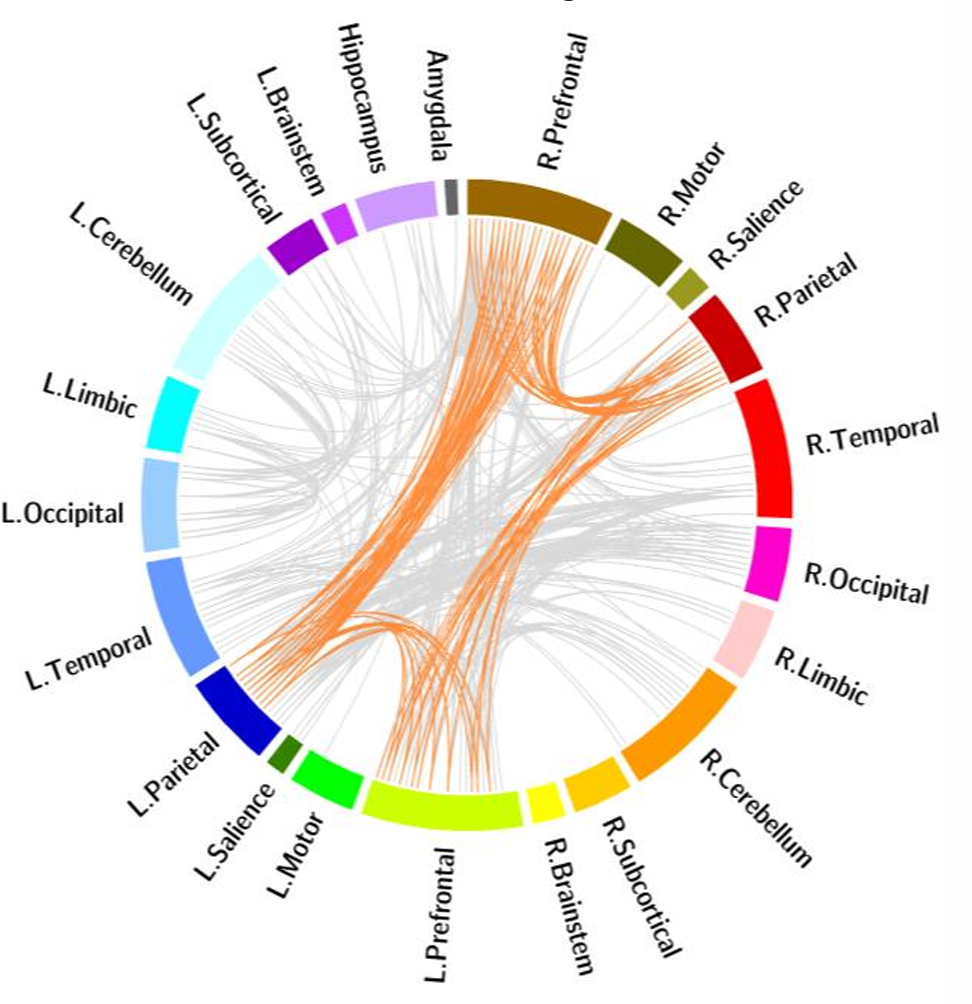 R.Prefrontal
R.Motor
R.Salience
R.Parietal
R.Temporal
R.Occipital
R.Limbic
R.Cerebellum
R.Subcortical
R.Brainstem
L.Prefrontal
L.Motor
L.Salience
L.Parietal
L.Temporal
L.Occipital
L.Limbic
L.Cerebellum
L.Subcortical
L.Brainstem
Hippocampus
Amygdala